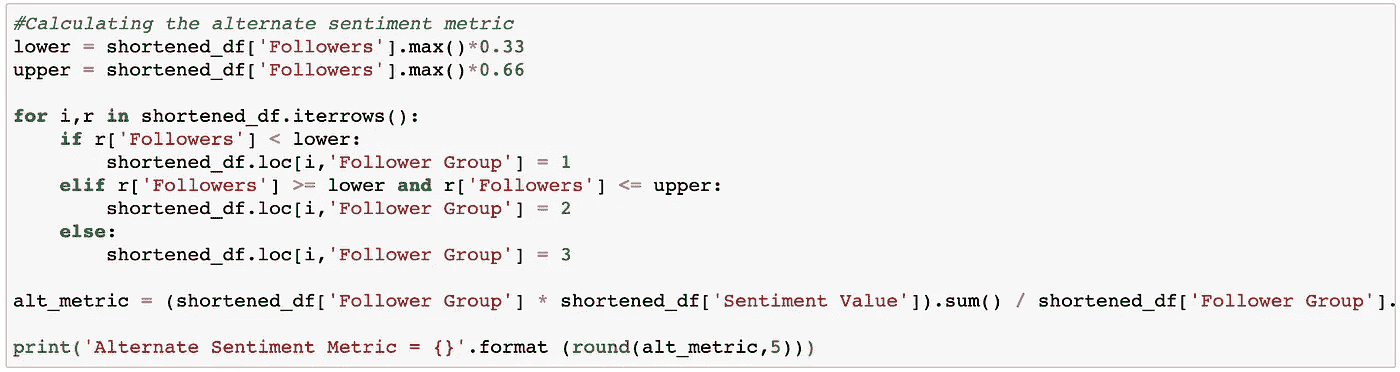 #Calculating the alternate sentiment metric
lower = shortened_df['Followers'].max()*0.33
upper = shortened_df['Followers'].max()*0.66
for i,r in shortened_df.iterrows():
    if r['Followers'] < lower:
        shortened_df.loc[i,'Follower Group'] = 1
    elif r['Followers'] >= lower and r['Followers'] <= upper:
        shortened_df.loc[i,'Follower Group'] = 2
    else:
        shortened_df.loc[i,'Follower Group'] = 3
alt_metric = (shortened_df['Follower Group'] * shortened_df['Sentiment Value']).sum() / shortened_df['Follower Group'].
print('Alternate Sentiment Metric = {}'.format (round(alt_metric,5)))